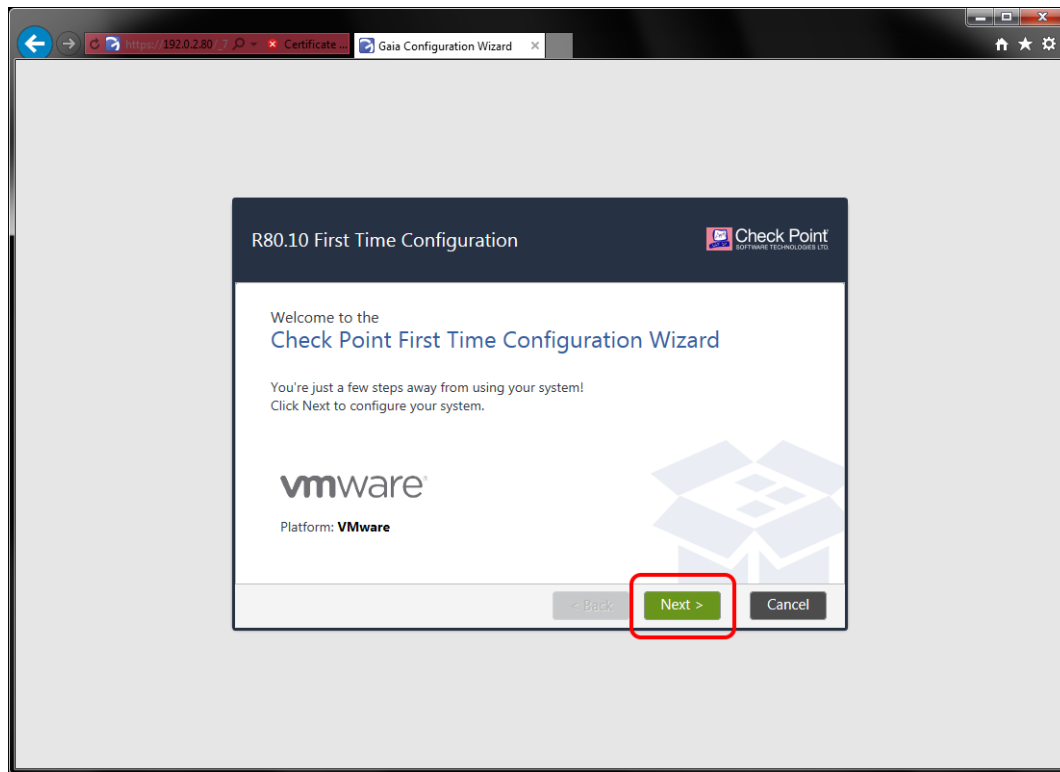 https://192.0.2.80/_7 Certificate ... Gaia Configuration Wizard
R80.10 First Time Configuration
Check Point
SOFTWARE TECHNOLOGIES LTD.
Welcome to the
Check Point First Time Configuration Wizard
You're just a few steps away from using your system!
Click Next to configure your system.
vmware
Platform: VMware
< Back Next > Cancel